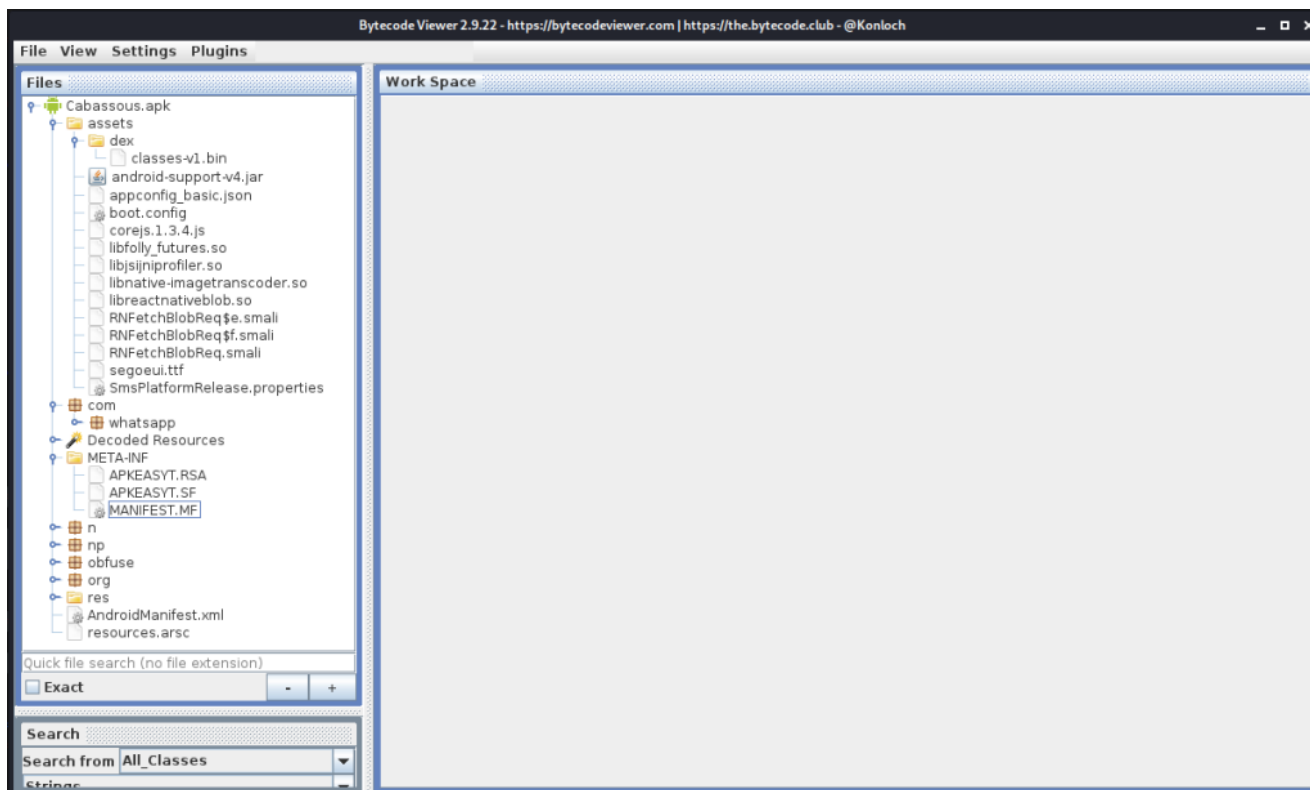 Bytecode Viewer 2.9.22 - https://bytecodeviewer.com | https://the.bytecode.club - @Konloch
File View Settings Plugins
Files
Work Space
Cabassous.apk
assets
dex
classes-v1.bin
android-support-v4.jar
appconfig_basic.json
boot.config
corejs.1.3.4.js
libfolly_futures.so
libjsijniprofiler.so
libnative-imagetranscoder.so
libreactnativeblob.so
RNFetchBlobReq$e.smali
RNFetchBlobReq$f.smali
RNFetchBlobReq.smali
segoeui.ttf
SmsPlatformRelease.properties
com
whatsapp
Decoded Resources
META-INF
APKEASYT.RSA
APKEASYT.SF
MANIFEST.MF
n
np
obfuse
org
res
AndroidManifest.xml
resources.arsc
Quick file search (no file extension)
Exact - +
Search
Search from All_Classes
Strings